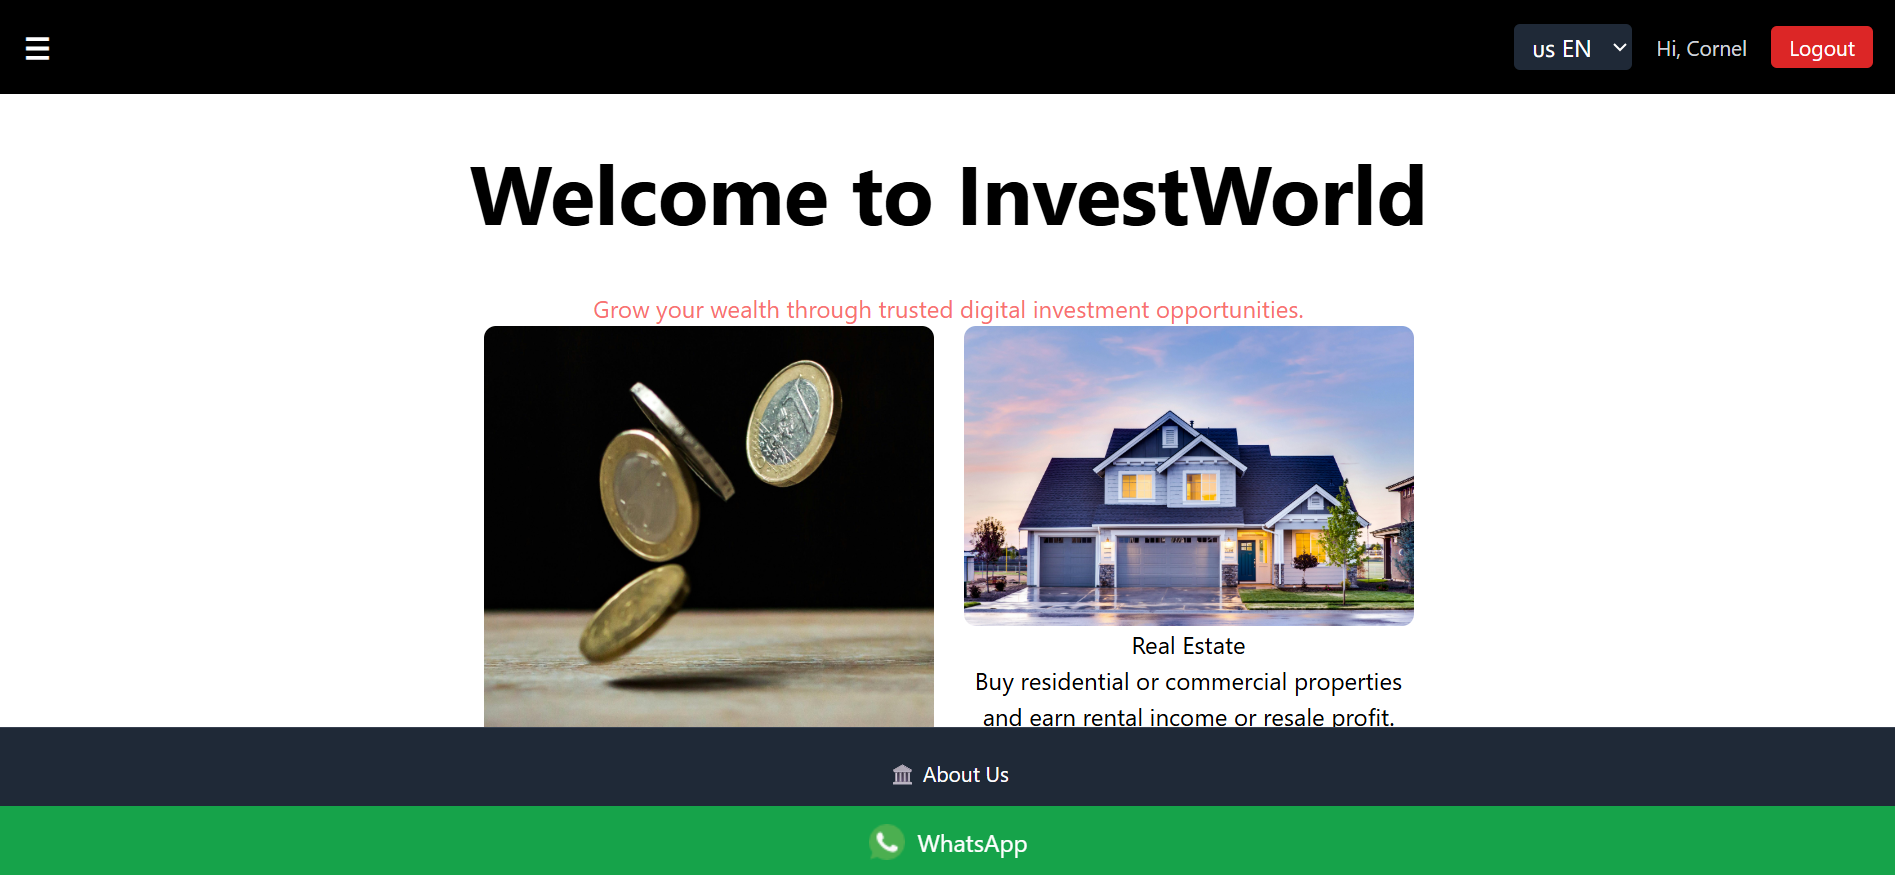 ☰
us EN
Hi, Cornel
Logout
Welcome to InvestWorld
Grow your wealth through trusted digital investment opportunities.
Real Estate
Buy residential or commercial properties
and earn rental income or resale profit.
About Us
WhatsApp